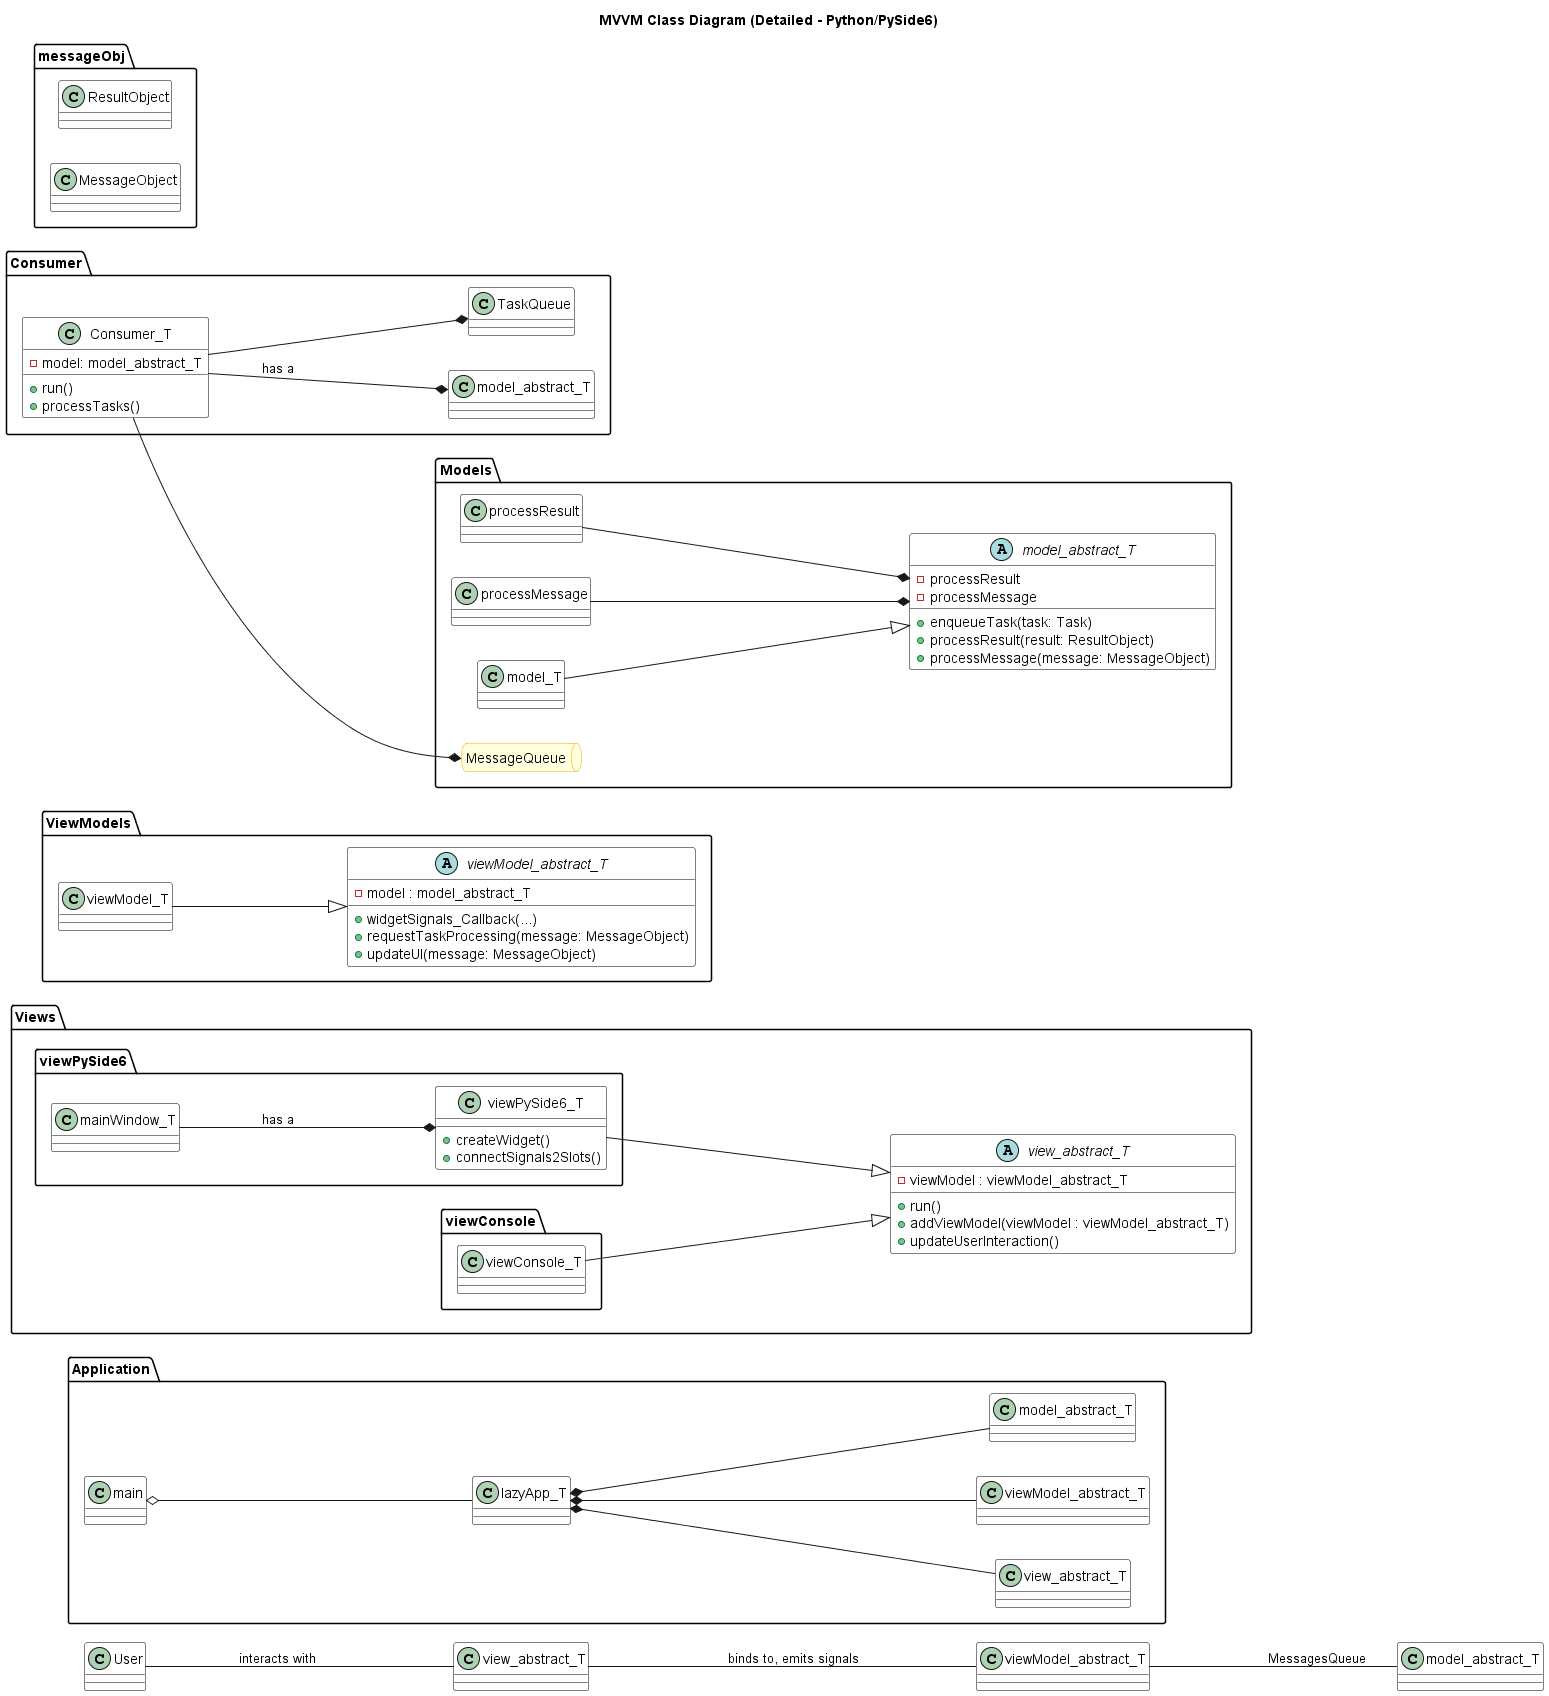 MVVM Class Diagram (Detailed - Python/PySide6)
messageObj
C ResultObject
C MessageObject
Consumer
C TaskQueue
C Consumer_T
model: model_abstract_T
run()
processTasks()
has a
C model_abstract_T
Models
C processResult
C processMessage
C model_T
MessageQueue
A model_abstract_T
processResult
processMessage
enqueueTask(task: Task)
processResult(result: ResultObject)
processMessage(message: MessageObject)
ViewModels
C viewModel_T
A viewModel_abstract_T
model : model_abstract_T
widgetSignals_Callback(...)
requestTaskProcessing(message: MessageObject)
updateUI(message: MessageObject)
Views
viewPySide6
C mainWindow_T
has a
C viewPySide6_T
createWidget()
connectSignals2Slots()
A view_abstract_T
viewModel : viewModel_abstract_T
run()
addViewModel(viewModel : viewModel_abstract_T)
updateUserInteraction()
viewConsole
C viewConsole_T
Application
C model_abstract_T
C main
C lazyApp_T
C viewModel_abstract_T
C view_abstract_T
C User
interacts with
C view_abstract_T
binds to, emits signals
C viewModel_abstract_T
MessagesQueue
C model_abstract_T